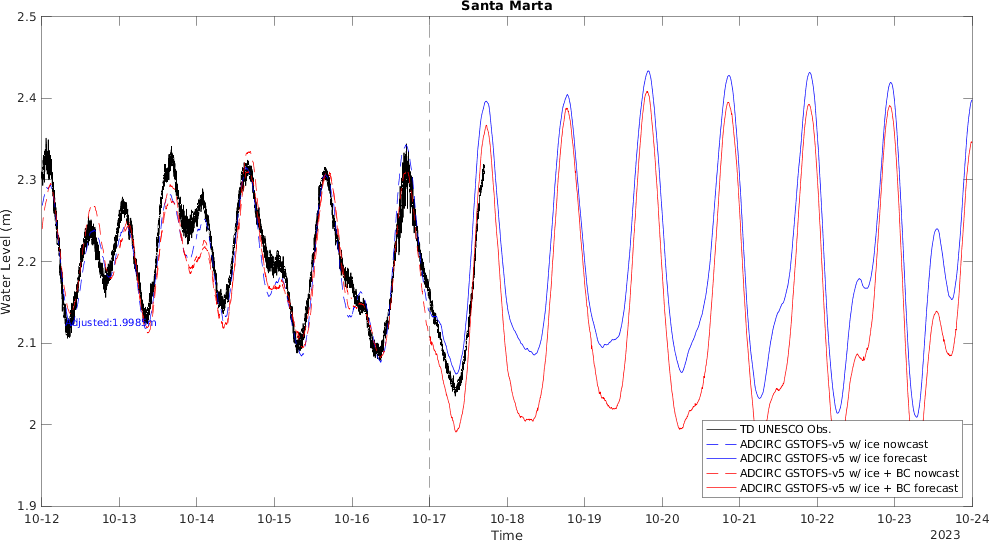 Santa Marta
2.5
2.4
2.3
2.2
2.1
2
1.9
Water Level (m)
10-12
10-13
10-14
10-15
10-16
10-17
10-18
10-19
10-20
10-21
10-22
10-23
10-24
Time
2023
TD UNESCO Obs.
ADCIRC GSTOFS-v5 w/ ice nowcast
ADCIRC GSTOFS-v5 w/ ice forecast
ADCIRC GSTOFS-v5 w/ ice + BC nowcast
ADCIRC GSTOFS-v5 w/ ice + BC forecast